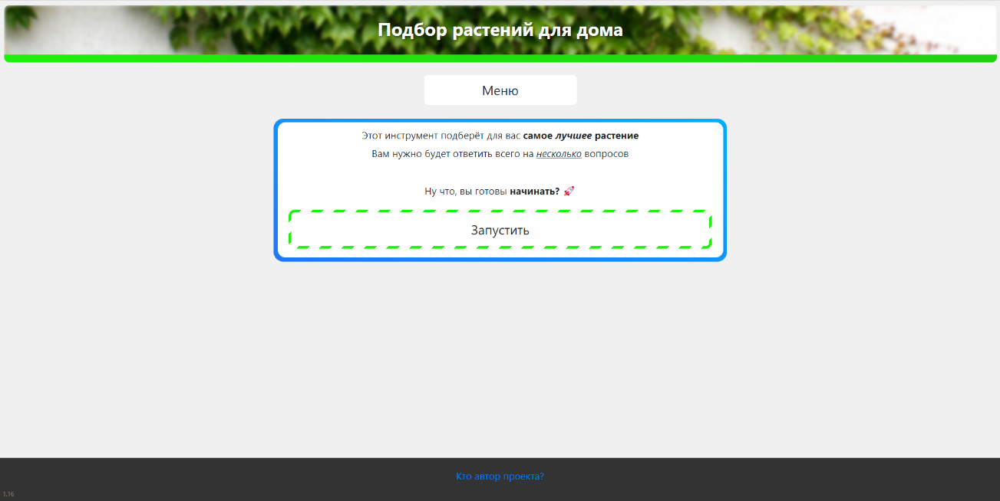 Подбор растений для дома
Меню
Этот инструмент подберёт для вас самое лучшее растение
Вам нужно будет ответить всего на несколько вопросов
Ну что, вы готовы начинать? 🚀
Запустить
Кто автор проекта?
1.16